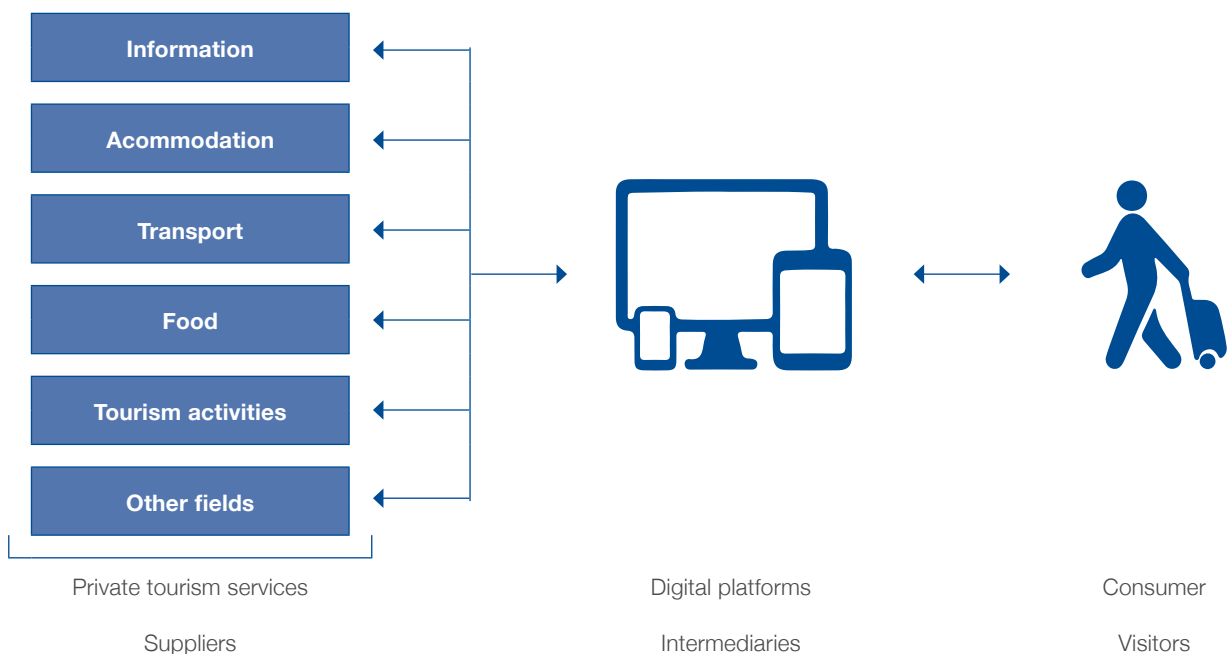 Information
Acommodation
Transport
Food
Tourism activities
Other fields
Private tourism services
Digital platforms
Consumer
Suppliers
Intermediaries
Visitors